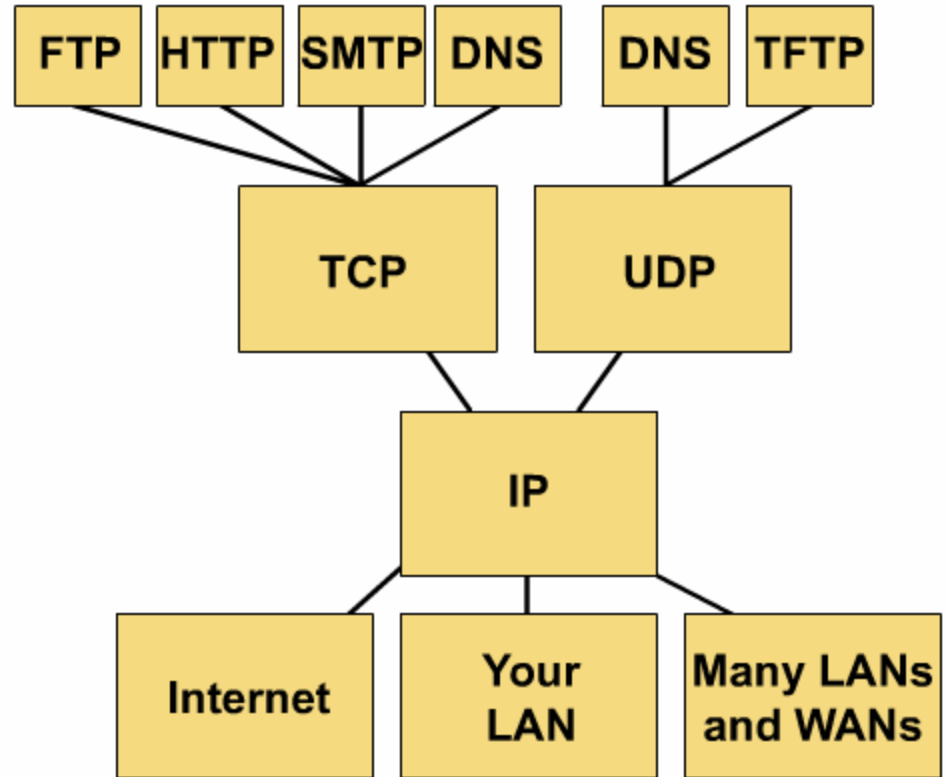 FTP HTTP SMTP DNS DNS TFTP
TCP UDP
IP
Internet
Your
LAN
Many LANs
and WANs